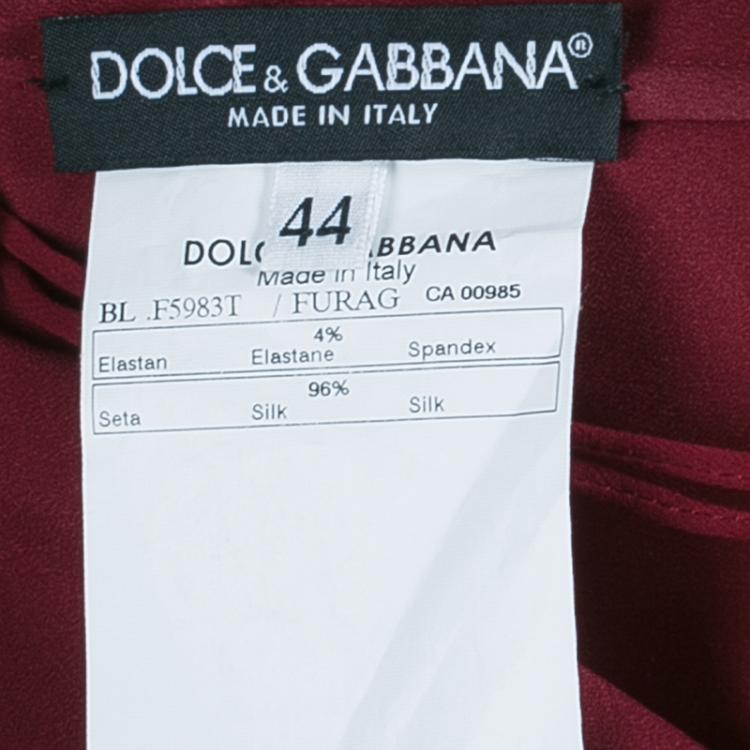 DOLCE & GABBANA®
MADE IN ITALY
44
DOLC BBANA
Made in Italy
BL .F5983T / FURAG CA 00985
4%
Elastan Elastane Spandex
96%
Seta Silk Silk